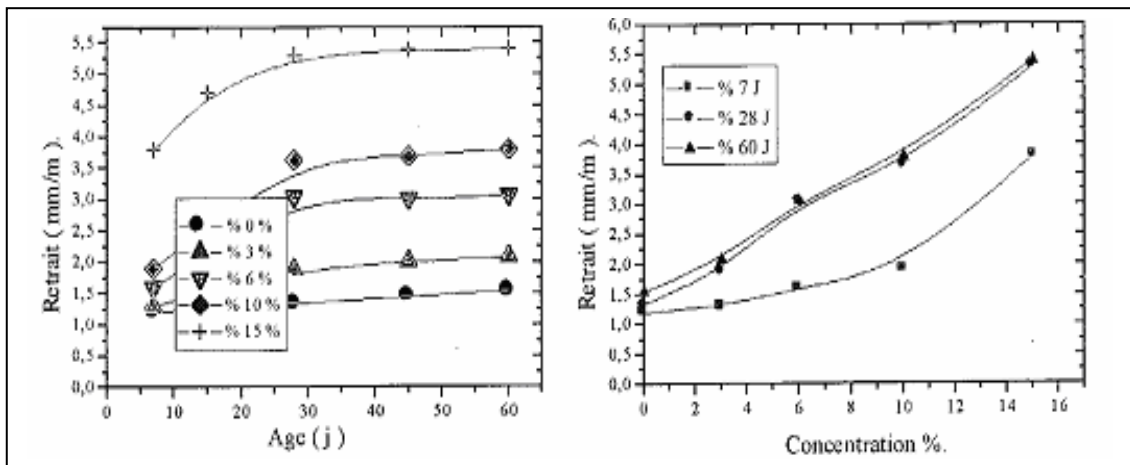 Retrait ( mm/m).
5,5
5,0
4,5
4,0
3,5
3,0
2,5
2,0
1,5
1,0
0,5
0,0
% 0 %
% 3 %
% 6 %
% 10 %
% 15 %
0 10 20 30 45 60
Age ( j )
Retrait ( mm/m).
6,0
5,5
5,0
4,5
4,0
3,5
3,0
2,5
2,0
1,5
1,0
0,5
0,0
% 7 J
% 28 J
% 60 J
0 2 4 6 8 10 12 14 16
Concentration %.